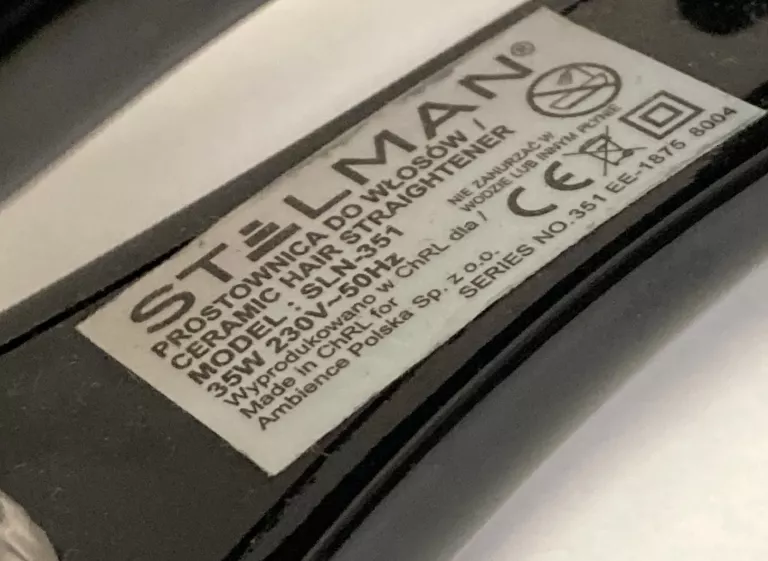 STELMAN®
PROSTOWNICA DO WŁOSÓW /
CERAMIC HAIR STRAIGHTENER
MODEL : SLN-351
35W 230V~50Hz
Wyprodukowano w ChRL dla /
Made in ChRL for
Ambience Polska Sp. z o.o.
NIE ZANURZAĆ W
WODZIE LUB INNYM PŁYNIE
CE
SERIES NO.351 EE-1875 8004